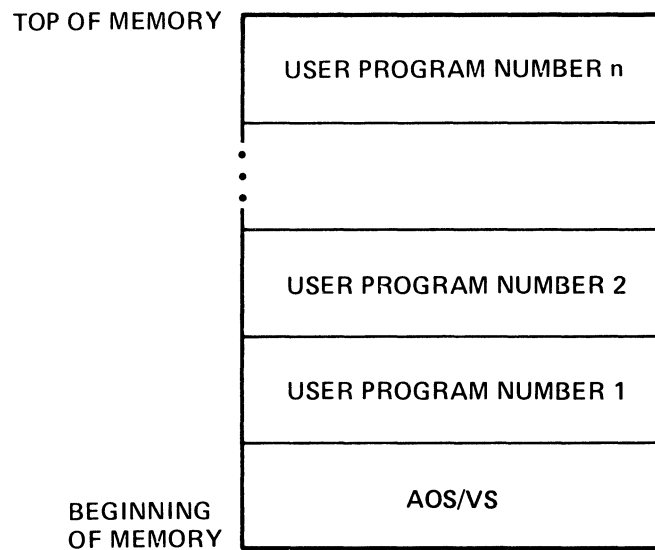 TOP OF MEMORY
USER PROGRAM NUMBER n
USER PROGRAM NUMBER 2
USER PROGRAM NUMBER 1
AOS/VS
BEGINNING
OF MEMORY